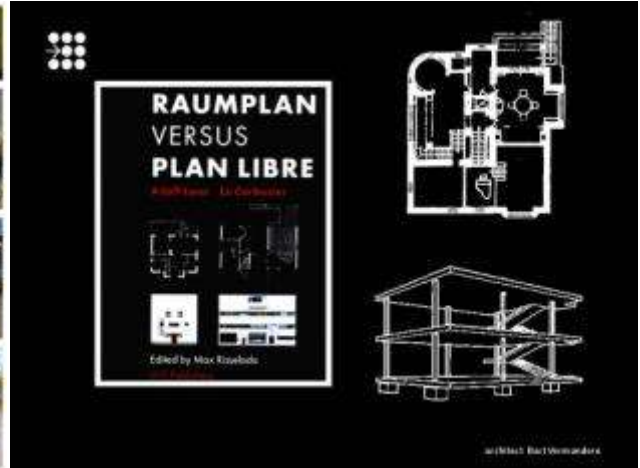 RAUMPLAN
VERSUS
PLAN LIBRE
Adolf Loos Le Corbusier
Edited by Max Risselada
architect Bart Vermandere